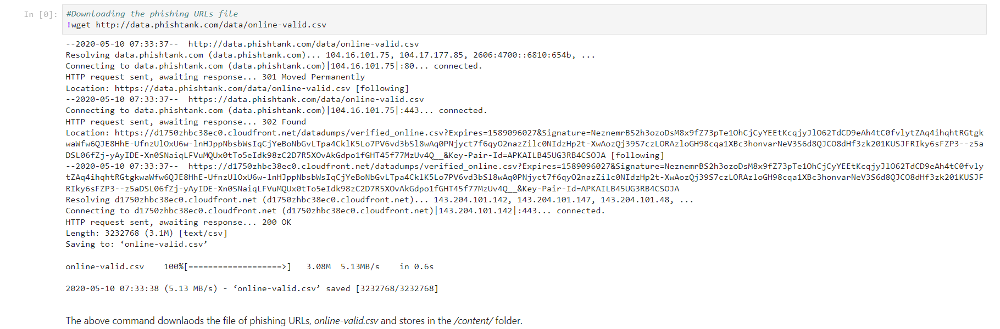 In [0]: #Downloading the phishing URLs file
!wget http://data.phishtank.com/data/online-valid.csv
--2020-05-10 07:33:37--  http://data.phishtank.com/data/online-valid.csv
Resolving data.phishtank.com (data.phishtank.com)... 104.16.101.75, 104.17.177.85, 2606:4700::6810:654b, ...
Connecting to data.phishtank.com (data.phishtank.com)|104.16.101.75|:80... connected.
HTTP request sent, awaiting response... 301 Moved Permanently
Location: https://data.phishtank.com/data/online-valid.csv [following]
--2020-05-10 07:33:37--  https://data.phishtank.com/data/online-valid.csv
Connecting to data.phishtank.com (data.phishtank.com)|104.16.101.75|:443... connected.
HTTP request sent, awaiting response... 302 Found
Location: https://d1750zhbc38ec0.cloudfront.net/datadumps/verified_online.csv?Expires=1589096027&Signature=NeznemrBS2h3ozoDsM8x9fZ73pTe1OhCjCyYEEtKcqjyJlO62TdCD9eAh4tC0fvlytZAq4ihqhtRGtgk
waWfw6QJE8HhE-UfnzUlOxU6w-lnHJppNbsbWsIqCjYeBoNbGvLTpa4CklK5Lo7PV6vd3bSl8wAq0PNjyct7f6qyO2nazZilc0NIdzHp2t-XwAozQj39S7czLORAzloGH98cqa1XBc3honvarNeV3S6d8QJCO8dHf3zk201KUSJFRIky6sFZP3--z5a
DSL06fZj-yAyIDE-Xn0SNaiqLFVuMQUx0tTo5eIdk98zC2D7R5XOvAkGdpo1fGHT45f77MzUv4Q__&Key-Pair-Id=APKAILB45UG3RB4CSOJA [following]
--2020-05-10 07:33:37--  https://d1750zhbc38ec0.cloudfront.net/datadumps/verified_online.csv?Expires=1589096027&Signature=NeznemrBS2h3ozoDsM8x9fZ73pTe1OhCjCyYEEtKcqjyJlO62TdCD9eAh4tC0fvly
tZAq4ihqhtRGtgkwaWfw6QJE8HhE-UfnzUlOxU6w-lnHJppNbsbWsIqCjYeBoNbGvLTpa4CklK5Lo7PV6vd3bSl8wAq0PNjyct7f6qyO2nazZilc0NIdzHp2t-XwAozQj39S7czLORAzloGH98cqa1XBc3honvarNeV3S6d8QJCO8dHf3zk201KUSJF
RIky6sFZP3--z5aDSL06fZj-yAyIDE-Xn0SNaiqLFVuMQUx0tTo5eIdk98zC2D7R5XOvAkGdpo1fGHT45f77MzUv4Q__&Key-Pair-Id=APKAILB45UG3RB4CSOJA
Resolving d1750zhbc38ec0.cloudfront.net (d1750zhbc38ec0.cloudfront.net)... 143.204.101.142, 143.204.101.147, 143.204.101.48, ...
Connecting to d1750zhbc38ec0.cloudfront.net (d1750zhbc38ec0.cloudfront.net)|143.204.101.142|:443... connected.
HTTP request sent, awaiting response... 200 OK
Length: 3232768 (3.1M) [text/csv]
Saving to: ‘online-valid.csv’
online-valid.csv    100%[===================>]   3.08M  5.13MB/s    in 0.6s
2020-05-10 07:33:38 (5.13 MB/s) - ‘online-valid.csv’ saved [3232768/3232768]
The above command downlaods the file of phishing URLs, online-valid.csv and stores in the /content/ folder.